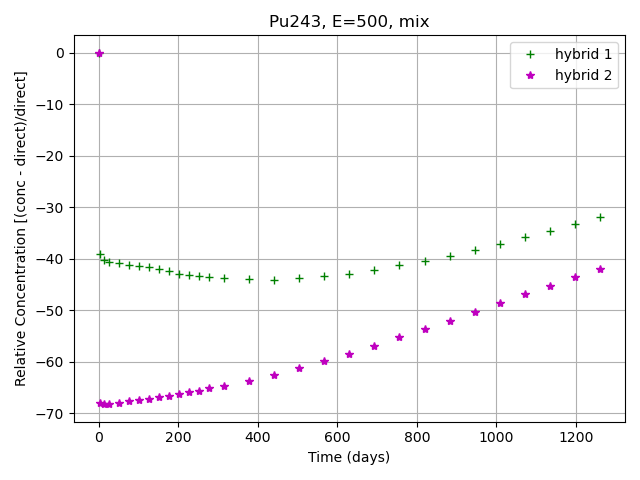 Pu243, E=500, mix
hybrid 1
hybrid 2
Relative Concentration [(conc - direct)/direct]
0
−10
−20
−30
−40
−50
−60
−70
0 200 400 600 800 1000 1200
Time (days)